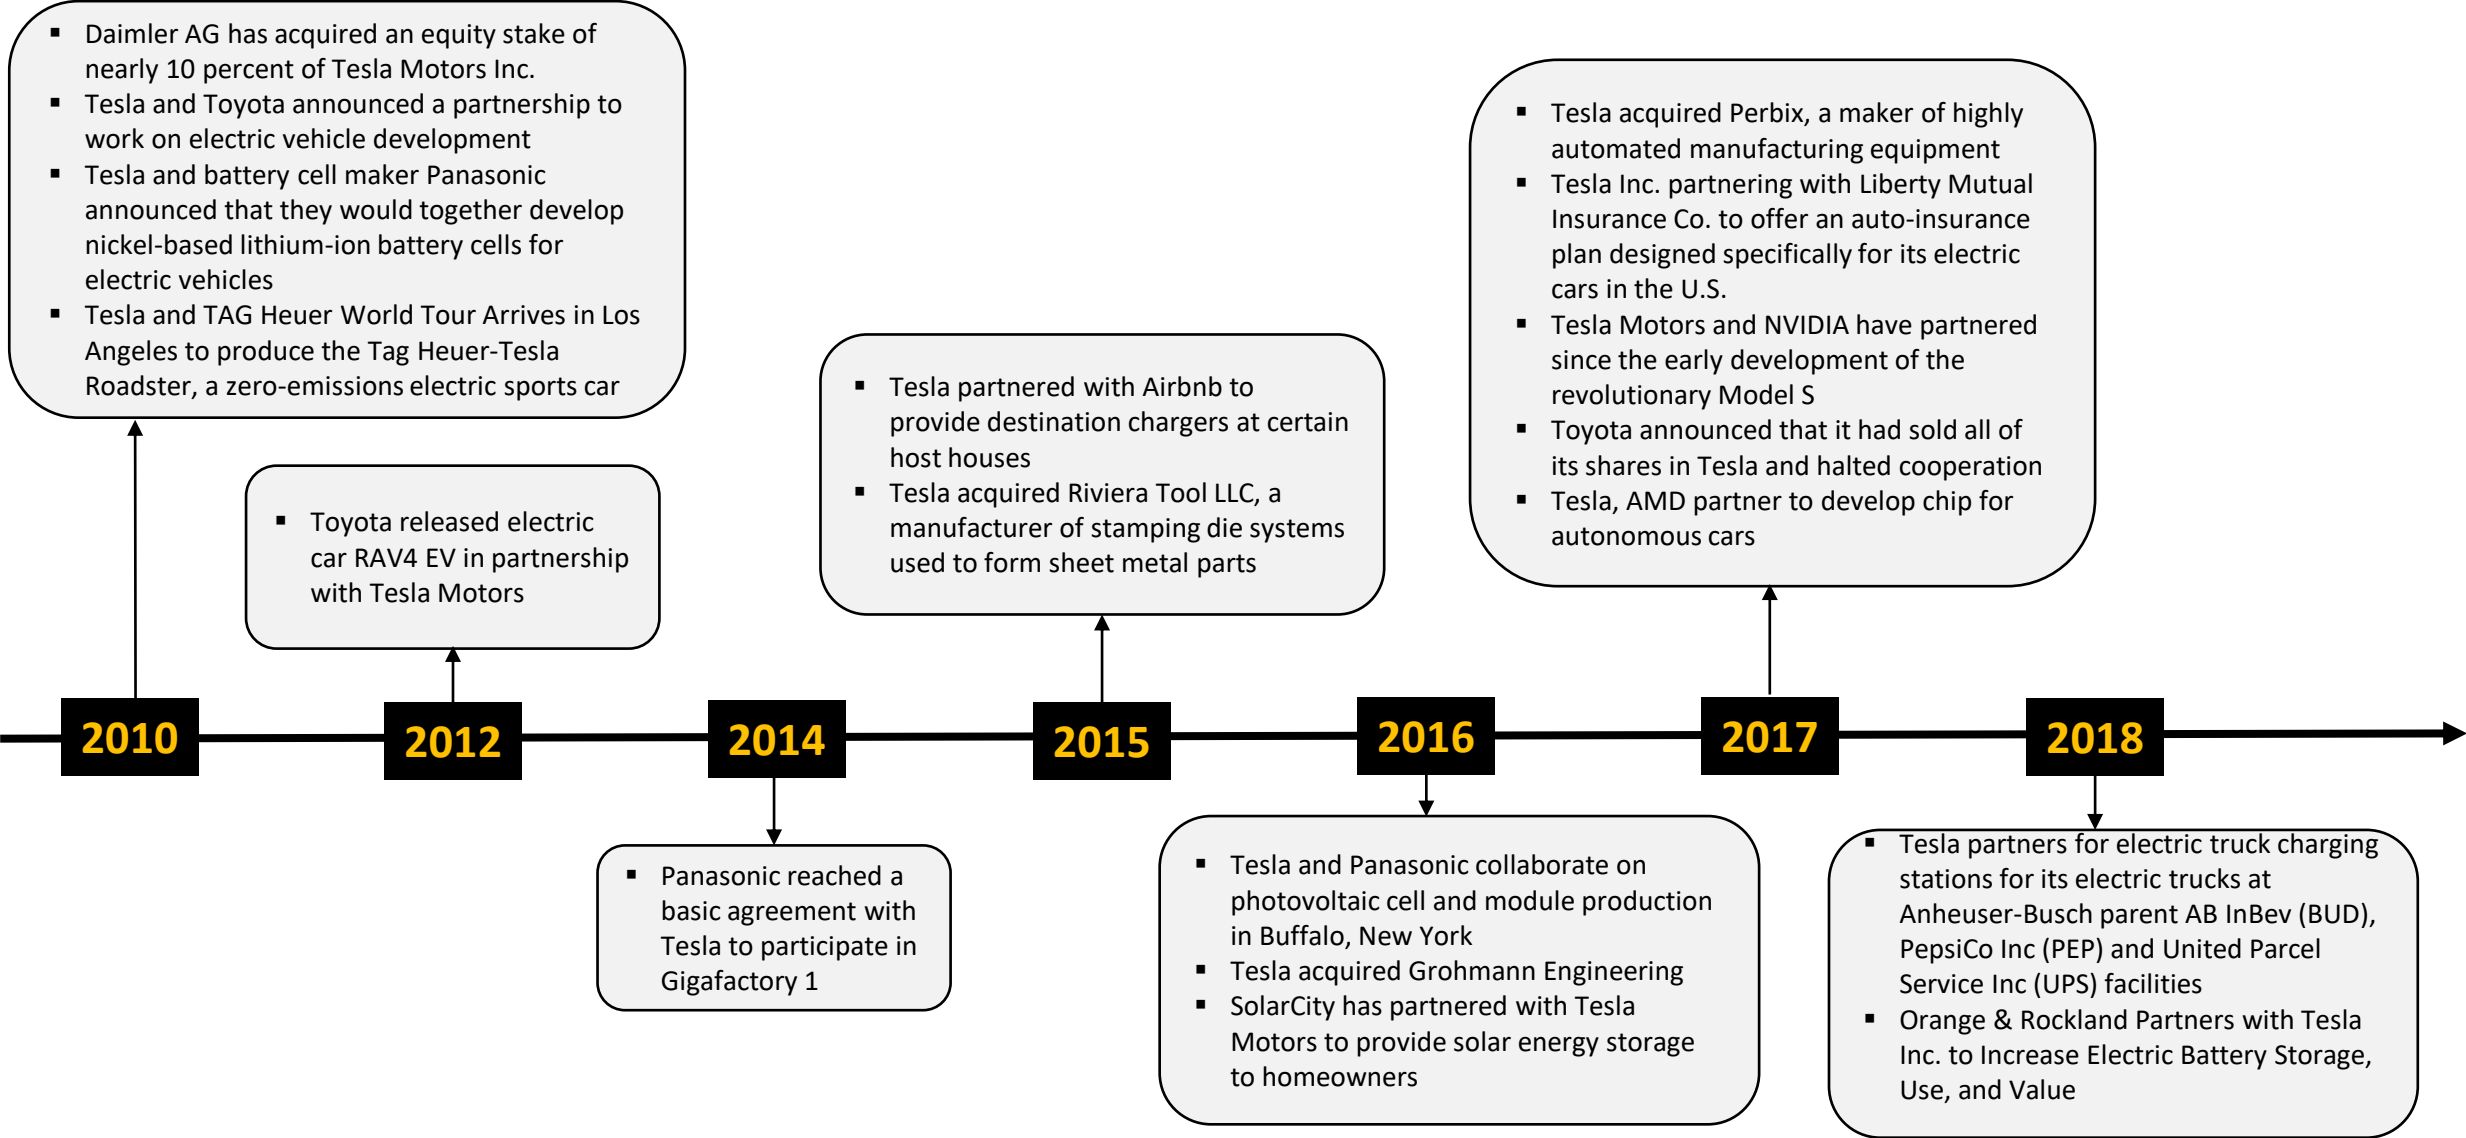 ▪ Daimler AG has acquired an equity stake of
nearly 10 percent of Tesla Motors Inc.
▪ Tesla and Toyota announced a partnership to
work on electric vehicle development
▪ Tesla and battery cell maker Panasonic
announced that they would together develop
nickel-based lithium-ion battery cells for
electric vehicles
▪ Tesla and TAG Heuer World Tour Arrives in Los
Angeles to produce the Tag Heuer-Tesla
Roadster, a zero-emissions electric sports car
▪ Toyota released electric
car RAV4 EV in partnership
with Tesla Motors
▪ Tesla partnered with Airbnb to
provide destination chargers at certain
host houses
▪ Tesla acquired Riviera Tool LLC, a
manufacturer of stamping die systems
used to form sheet metal parts
▪ Tesla acquired Perbix, a maker of highly
automated manufacturing equipment
▪ Tesla Inc. partnering with Liberty Mutual
Insurance Co. to offer an auto-insurance
plan designed specifically for its electric
cars in the U.S.
▪ Tesla Motors and NVIDIA have partnered
since the early development of the
revolutionary Model S
▪ Toyota announced that it had sold all of
its shares in Tesla and halted cooperation
▪ Tesla, AMD partner to develop chip for
autonomous cars
2010
2012
2014
2015
2016
2017
2018
▪ Panasonic reached a
basic agreement with
Tesla to participate in
Gigafactory 1
▪ Tesla and Panasonic collaborate on
photovoltaic cell and module production
in Buffalo, New York
▪ Tesla acquired Grohmann Engineering
▪ SolarCity has partnered with Tesla
Motors to provide solar energy storage
to homeowners
▪ Tesla partners for electric truck charging
stations for its electric trucks at
Anheuser-Busch parent AB InBev (BUD),
PepsiCo Inc (PEP) and United Parcel
Service Inc (UPS) facilities
▪ Orange & Rockland Partners with Tesla
Inc. to Increase Electric Battery Storage,
Use, and Value